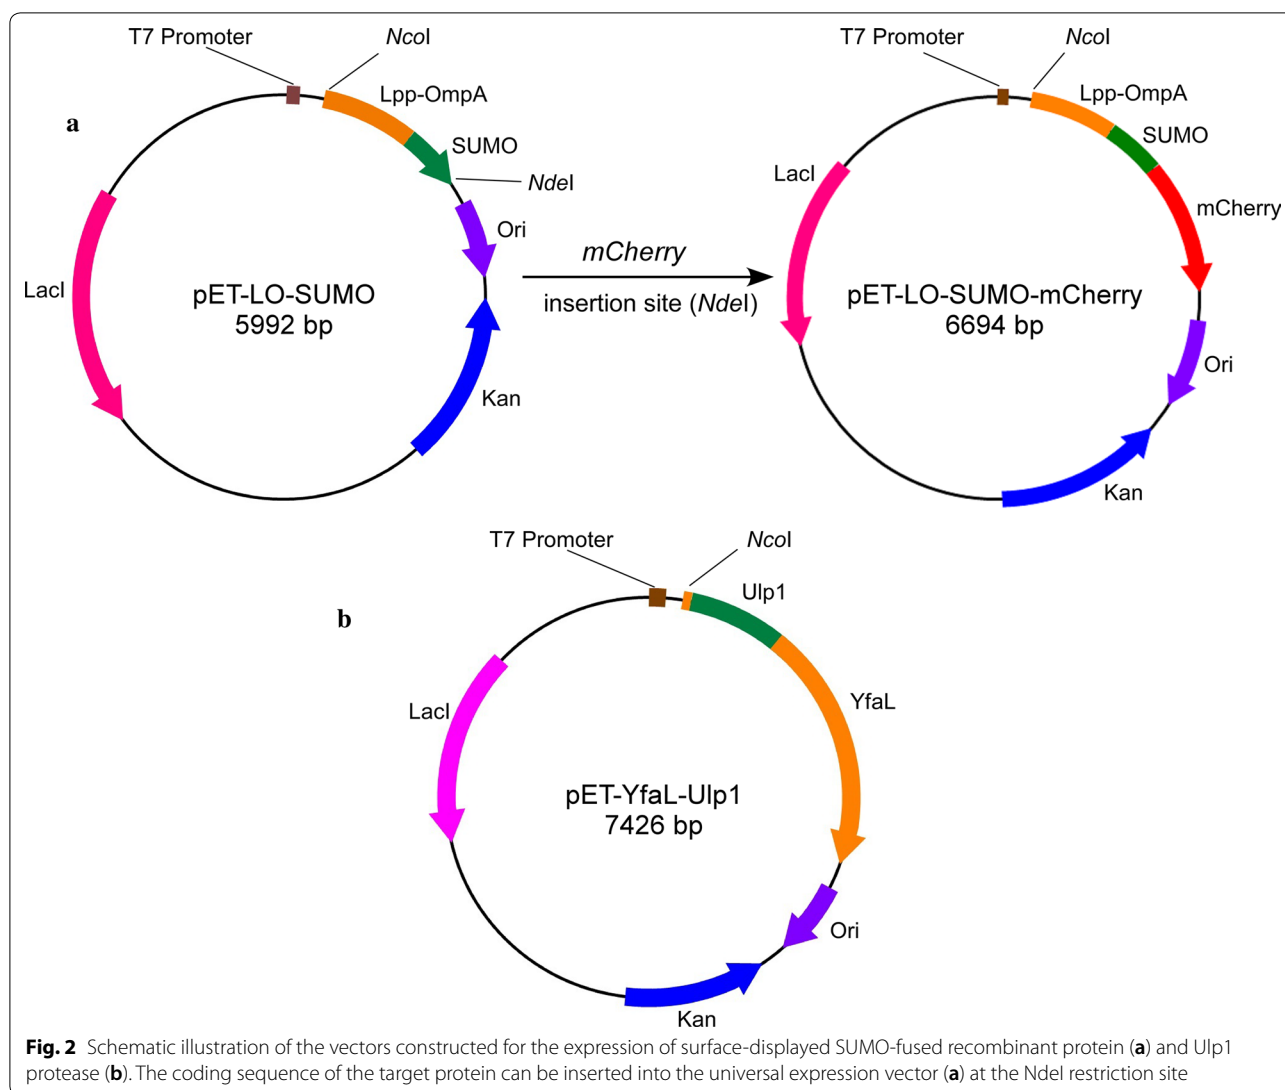 T7 Promoter
NcoI
Lpp-OmpA
a
SUMO
NdeI
Ori
LacI
pET-LO-SUMO
5992 bp
Kan
mCherry
insertion site (NdeI)
T7 Promoter
NcoI
Lpp-OmpA
SUMO
LacI
mCherry
pET-LO-SUMO-mCherry
6694 bp
Ori
Kan
T7 Promoter
NcoI
Ulp1
b
LacI
YfaL
pET-YfaL-Ulp1
7426 bp
Ori
Kan
Fig. 2 Schematic illustration of the vectors constructed for the expression of surface-displayed SUMO-fused recombinant protein (a) and Ulp1
protease (b). The coding sequence of the target protein can be inserted into the universal expression vector (a) at the NdeI restriction site